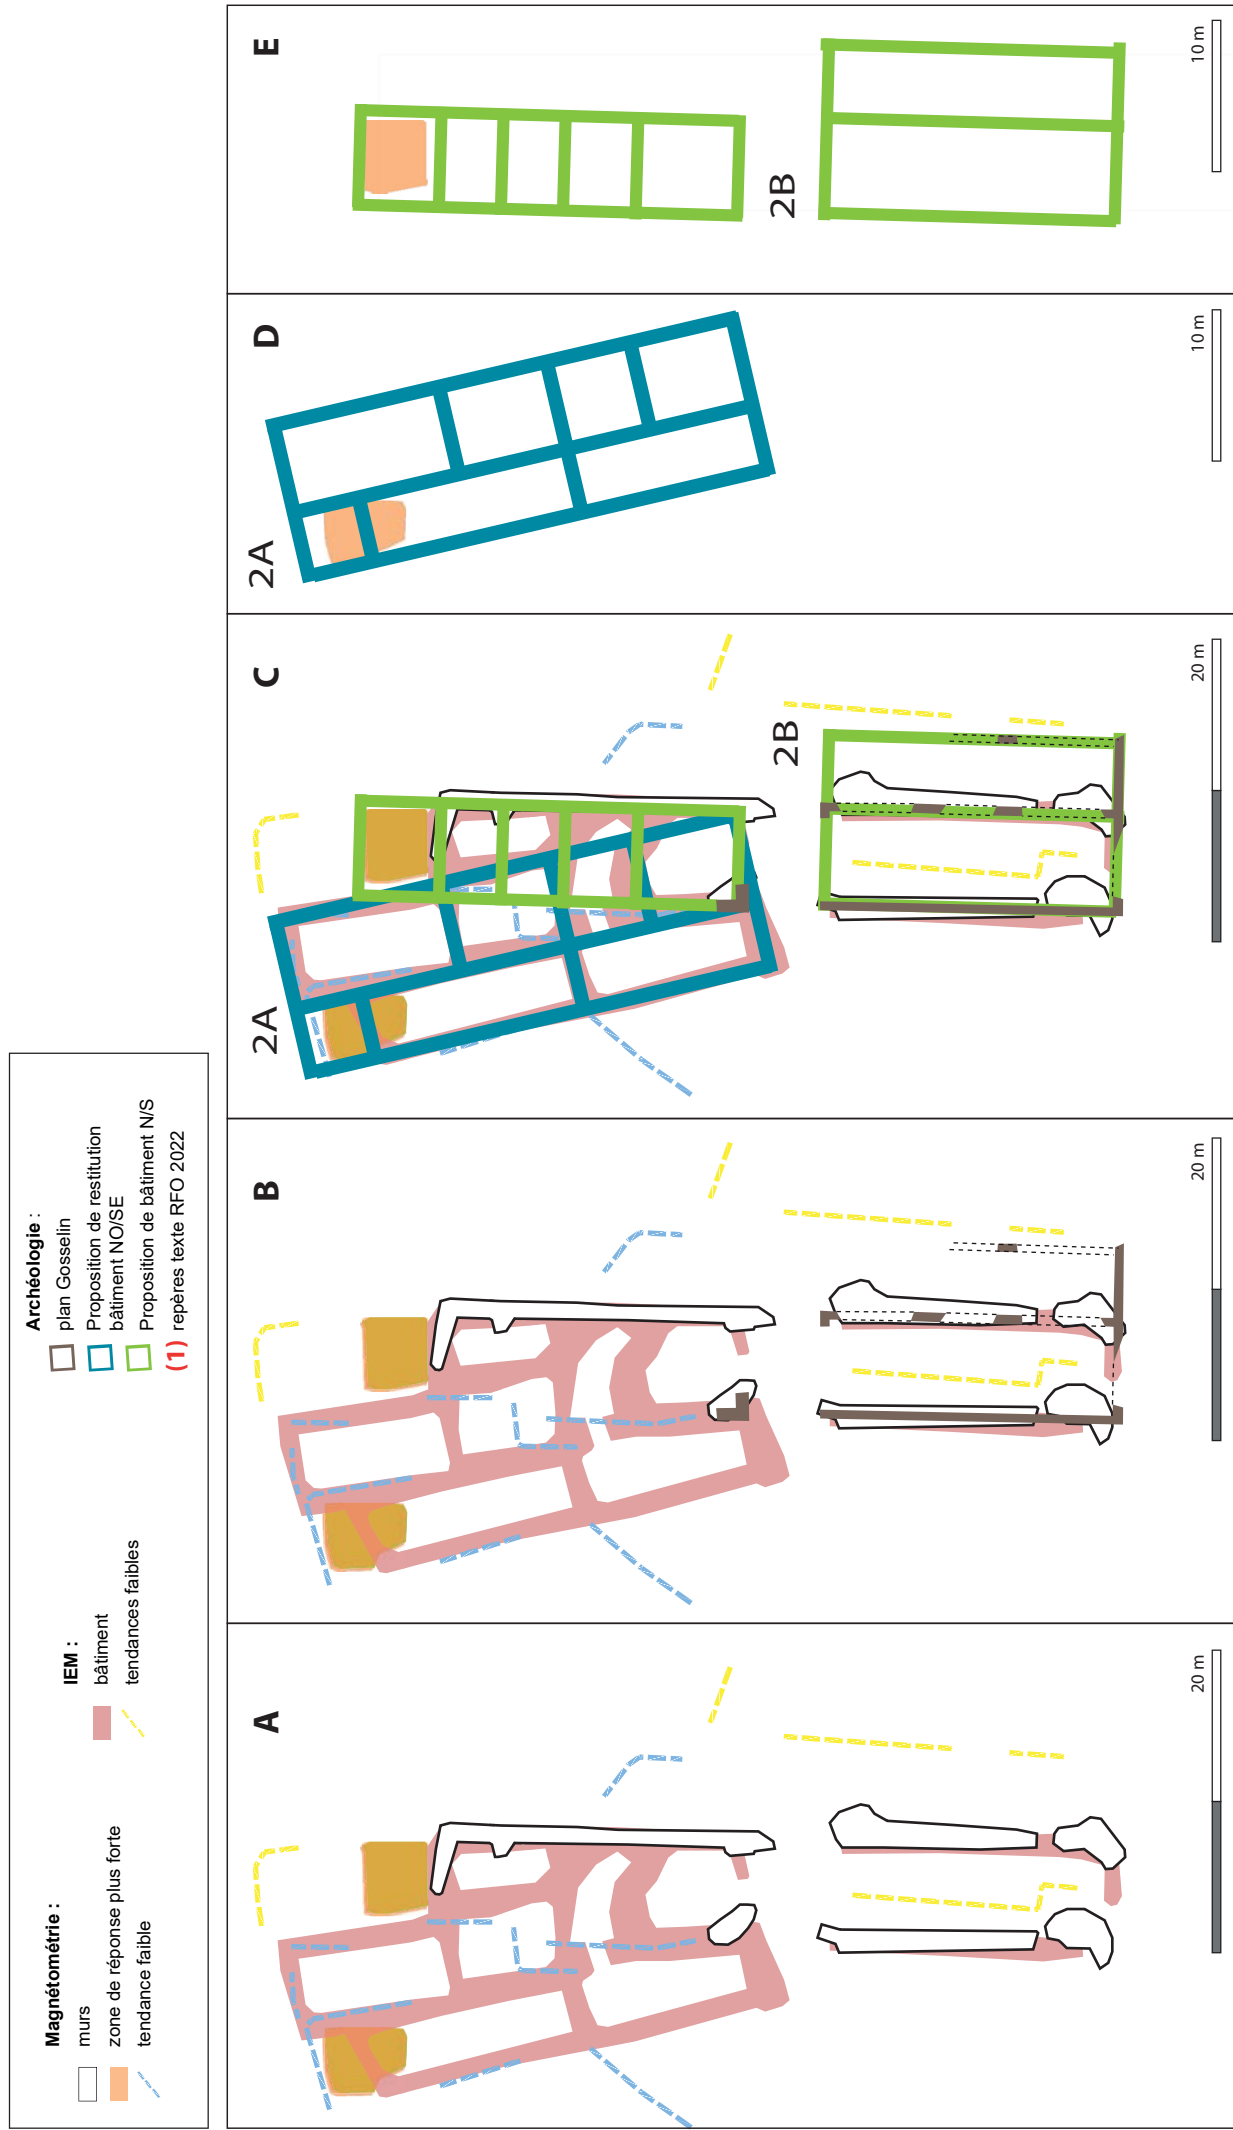 Magnétométrie :
murs
zone de réponse plus forte
tendance faible
IEM :
bâtiment
tendances faibles
Archéologie :
plan Gosselin
Proposition de restitution
bâtiment NO/SE
Proposition de bâtiment N/S
(1) repères texte RFO 2022
A
20 m
B
20 m
C
2A
2B
20 m
D
2A
10 m
E
2B
10 m